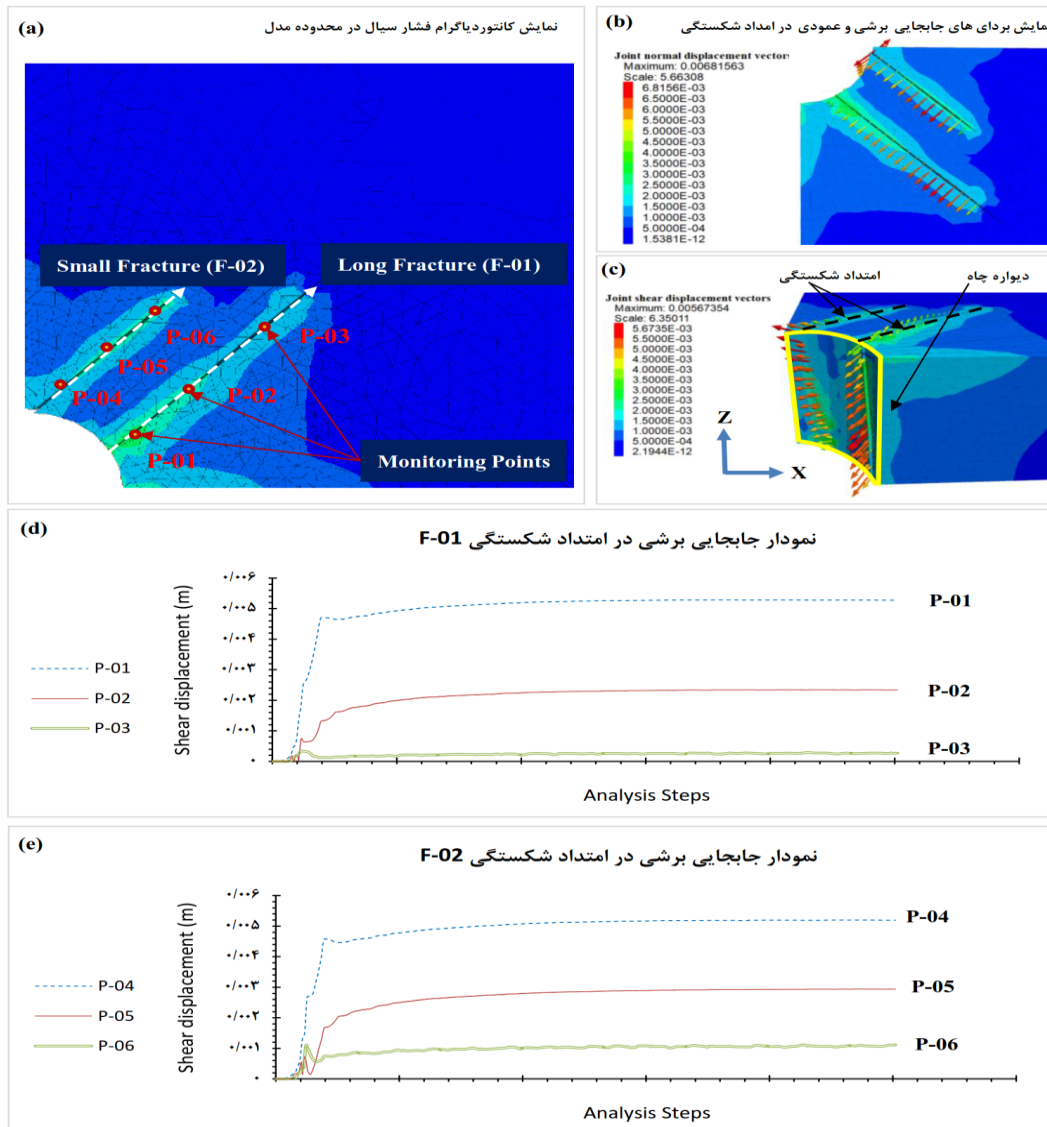 (a)
نمایش کانتوردیاگرام فشار سیال در محدوده مدل
Small Fracture (F-02)
Long Fracture (F-01)
P-06
P-03
P-05
P-04
P-02
P-01
Monitoring Points
(b)
نمایش بردای های جابجایی برشی و عمودی در امتداد شکستگی
Joint normal displacement vectors
Maximum: 0.00681563
Scale: 5.66308
6.8156E-03
6.5000E-03
6.0000E-03
5.5000E-03
5.0000E-03
4.5000E-03
4.0000E-03
3.5000E-03
3.0000E-03
2.5000E-03
2.0000E-03
1.5000E-03
1.0000E-03
5.0000E-04
1.5381E-12
(c)
امتداد شکستگی
دیواره چاه
Joint shear displacement vectors
Maximum: 0.00567354
Scale: 6.35011
5.6735E-03
5.5000E-03
5.0000E-03
4.5000E-03
4.0000E-03
3.5000E-03
3.0000E-03
2.5000E-03
2.0000E-03
1.5000E-03
1.0000E-03
5.0000E-04
2.1944E-12
Z
X
(d)
نمودار جابجایی برشی در امتداد شکستگی F-01
Shear displacement (m)
۰/۰۰۶
۰/۰۰۵
۰/۰۰۴
۰/۰۰۳
۰/۰۰۲
۰/۰۰۱
۰
P-01
P-02
P-03
P-01
P-02
P-03
Analysis Steps
(e)
نمودار جابجایی برشی در امتداد شکستگی F-02
Shear displacement (m)
۰/۰۰۶
۰/۰۰۵
۰/۰۰۴
۰/۰۰۳
۰/۰۰۲
۰/۰۰۱
۰
P-04
P-05
P-06
P-04
P-05
P-06
Analysis Steps